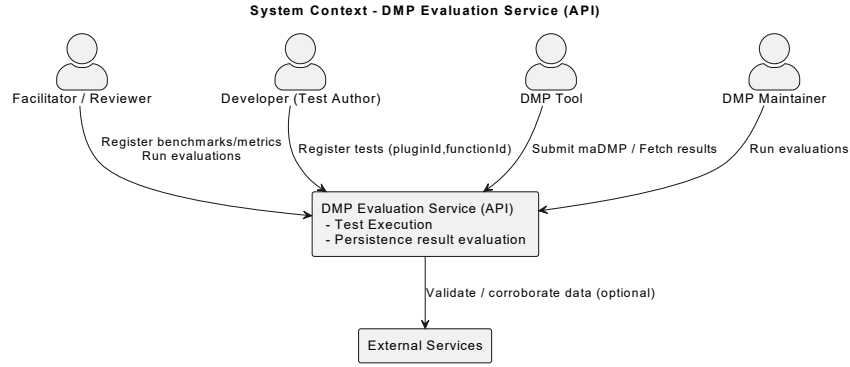 System Context - DMP Evaluation Service (API)
Facilitator / Reviewer
Developer (Test Author)
DMP Tool
DMP Maintainer
Register benchmarks/metrics
Run evaluations
Register tests (pluginId,functionId)
Submit maDMP / Fetch results
Run evaluations
DMP Evaluation Service (API)
- Test Execution
- Persistence result evaluation
Validate / corroborate data (optional)
External Services